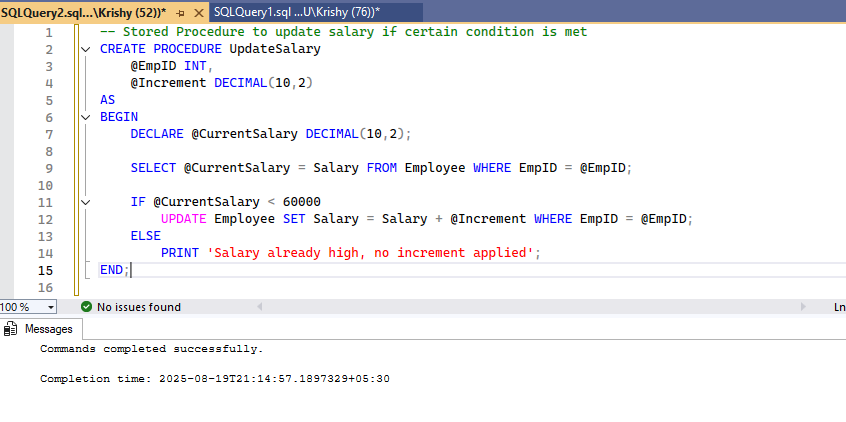 SQLQuery2.sql...\Krishy (52))* SQLQuery1.sql ...U\Krishy (76))*
1 -- Stored Procedure to update salary if certain condition is met
2 CREATE PROCEDURE UpdateSalary
3 @EmpID INT,
4 @Increment DECIMAL(10,2)
5 AS
6 BEGIN
7 DECLARE @CurrentSalary DECIMAL(10,2);
8
9 SELECT @CurrentSalary = Salary FROM Employee WHERE EmpID = @EmpID;
10
11 IF @CurrentSalary < 60000
12 UPDATE Employee SET Salary = Salary + @Increment WHERE EmpID = @EmpID;
13 ELSE
14 PRINT 'Salary already high, no increment applied';
15 END;
16
100 % No issues found Ln
Messages
Commands completed successfully.
Completion time: 2025-08-19T21:14:57.1897329+05:30